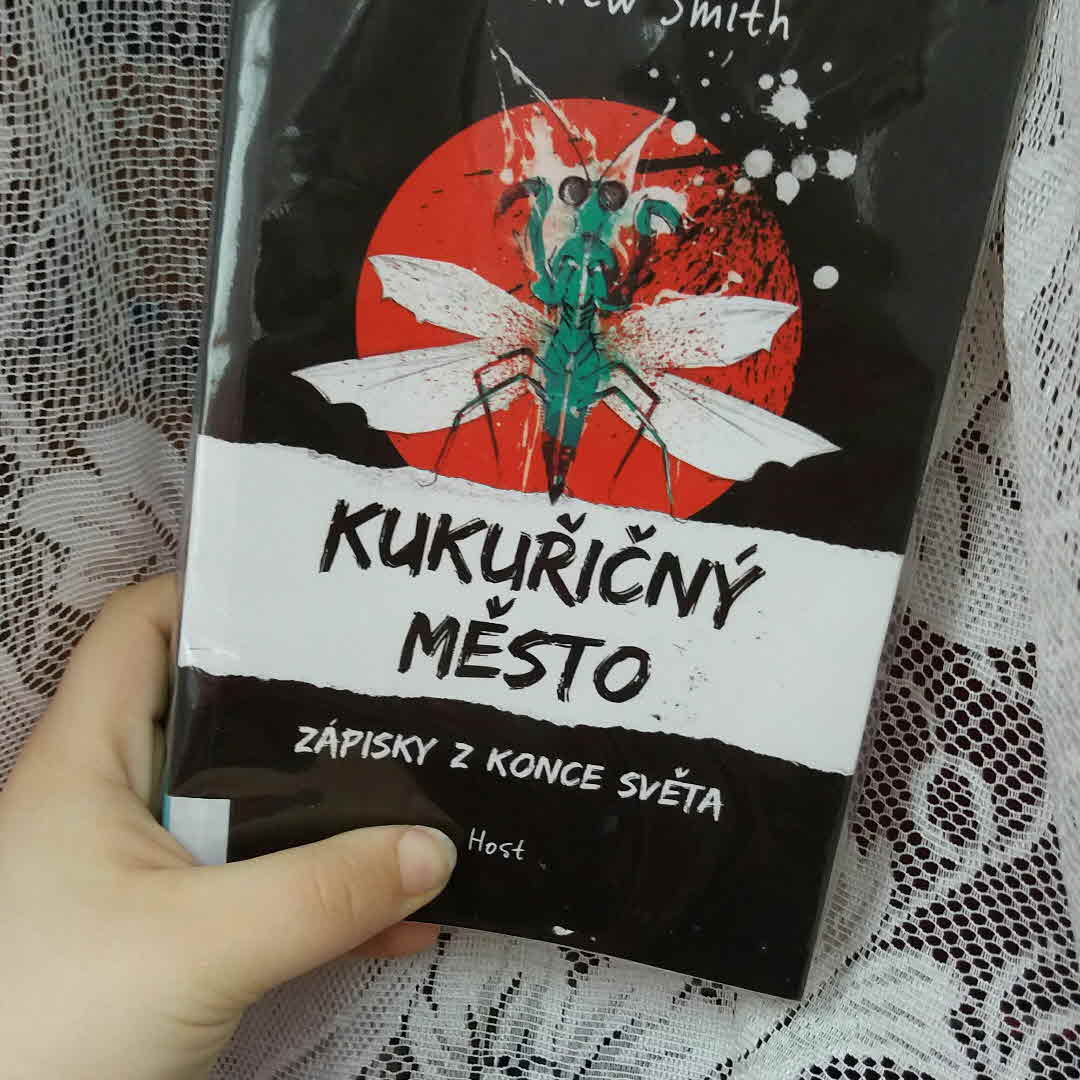 Smith
KUKUŘIČNÝ
MĚSTO
ZÁPISKY Z KONCE SVĚTA
Host